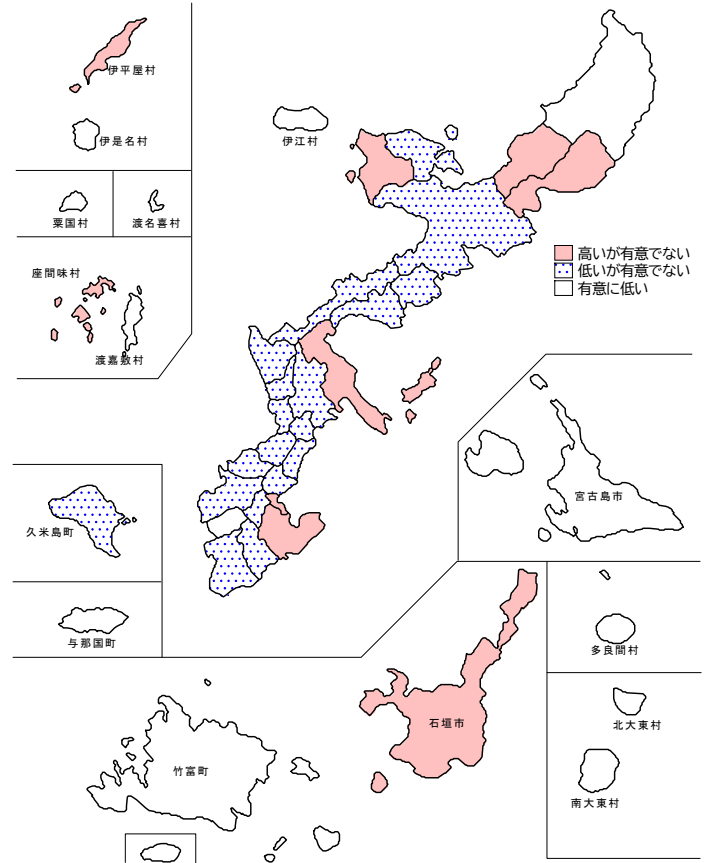 伊平屋村
伊是名村
伊江村
粟国村
渡名喜村
高いが有意でない
低いが有意でない
有意に低い
座間味村
渡嘉敷村
宮古島市
久米島町
与那国町
多良間村
石垣市
北大東村
竹富町
南大東村